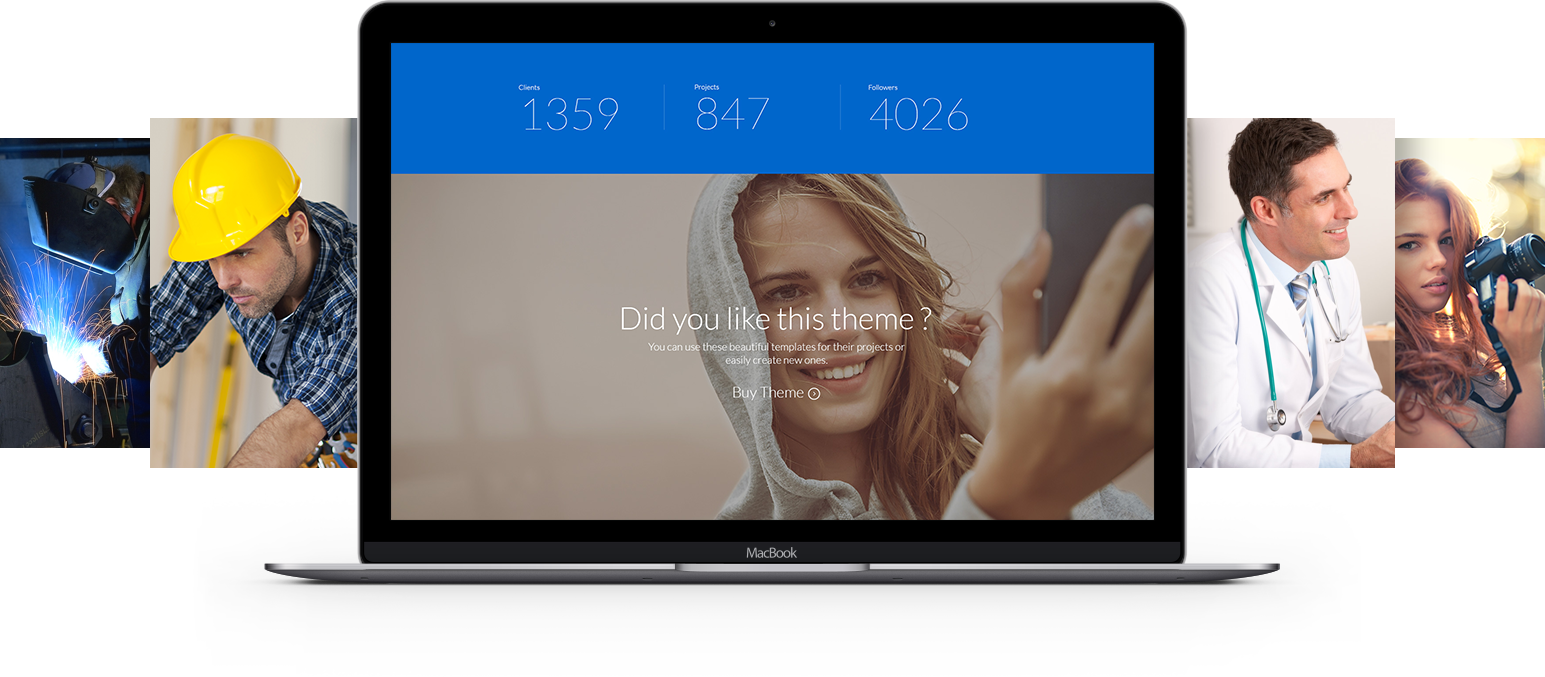 Clients
Projects
Followers
1359
847
4026
Did you like this theme ?
You can use these beautiful templates for their projects or
easily create new ones.
Buy Theme
MacBook